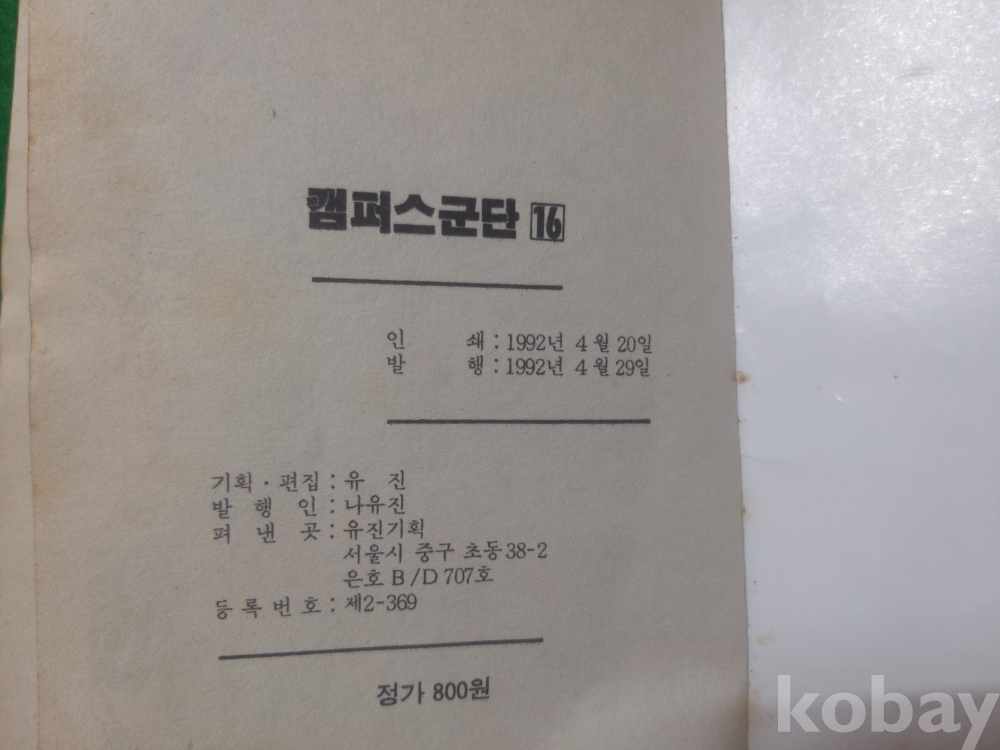 캠퍼스군단 16
인 쇄 : 1992년 4월 20일
발 행 : 1992년 4월 29일
기획 · 편집 : 유 진
발 행 인 : 나유진
펴 낸 곳 : 유진기획
서울시 중구 초동 38-2
은호 B/D 707호
등 록 번 호 : 제2-369
정가 800원
kobay